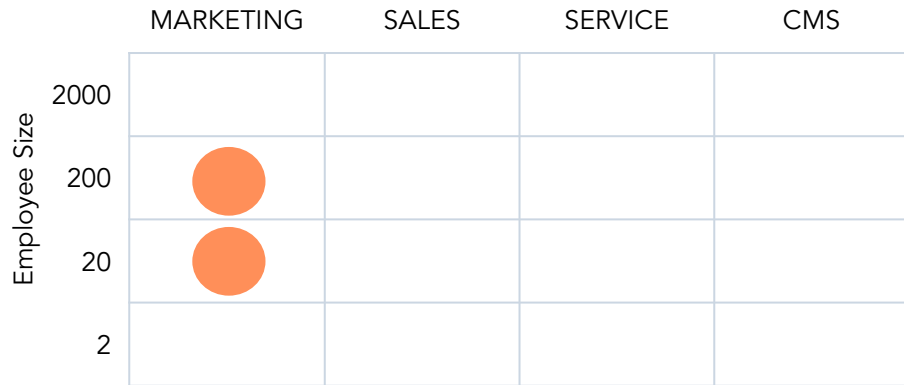 MARKETING SALES SERVICE CMS
Employee Size
2000
200
20
2